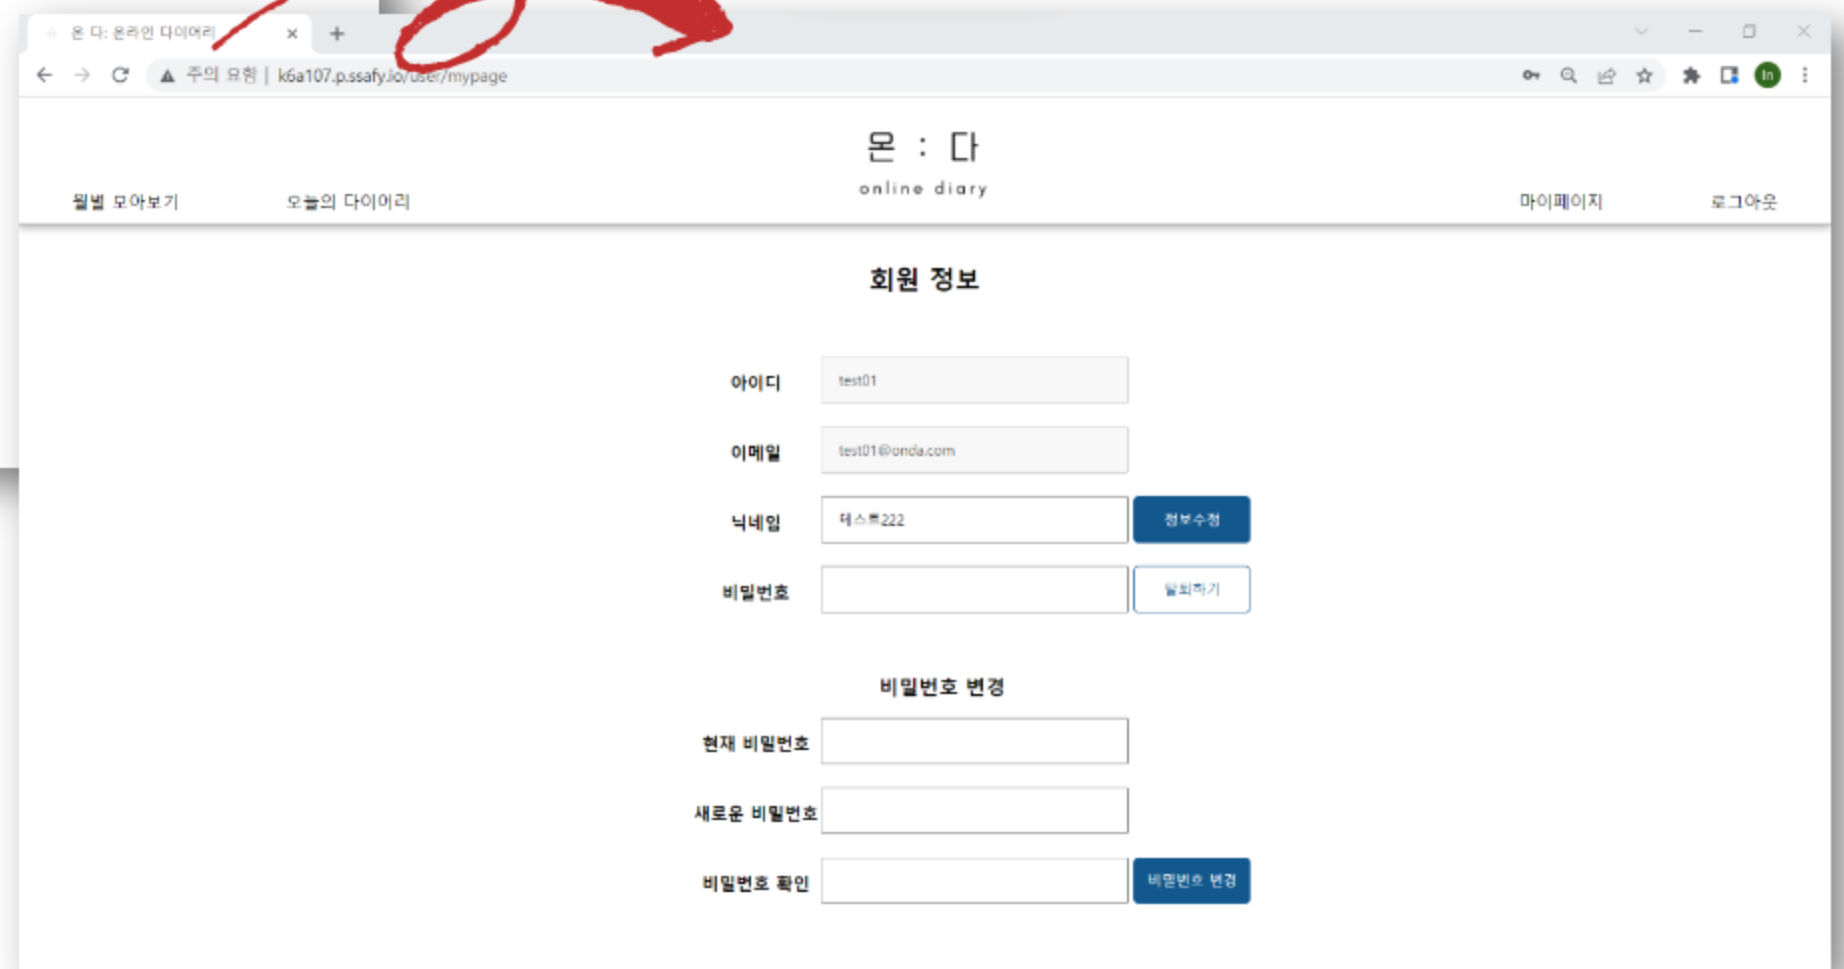 온 다: 온라인 다이어리
주의 요함 | k6a107.p.ssafy.io/user/mypage
In
온 : 다
online diary
월별 모아보기 오늘의 다이어리 마이페이지 로그아웃
회원 정보
아이디 test01
이메일 test01@onda.com
닉네임 테스트222 정보수정
비밀번호 탈퇴하기
비밀번호 변경
현재 비밀번호
새로운 비밀번호
비밀번호 확인 비밀번호 변경